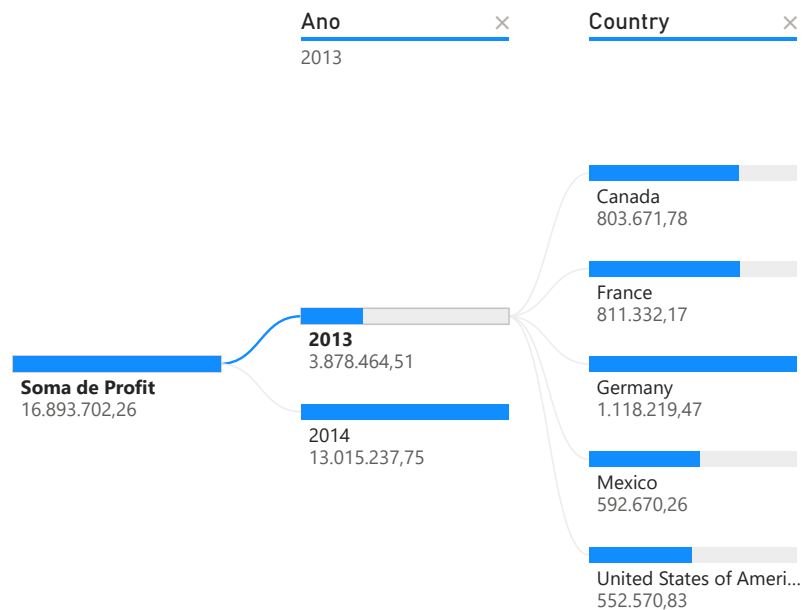 Ano
2013
Country
Soma de Profit
16.893.702,26
2013
3.878.464,51
2014
13.015.237,75
Canada
803.671,78
France
811.332,17
Germany
1.118.219,47
Mexico
592.670,26
United States of Ameri...
552.570,83